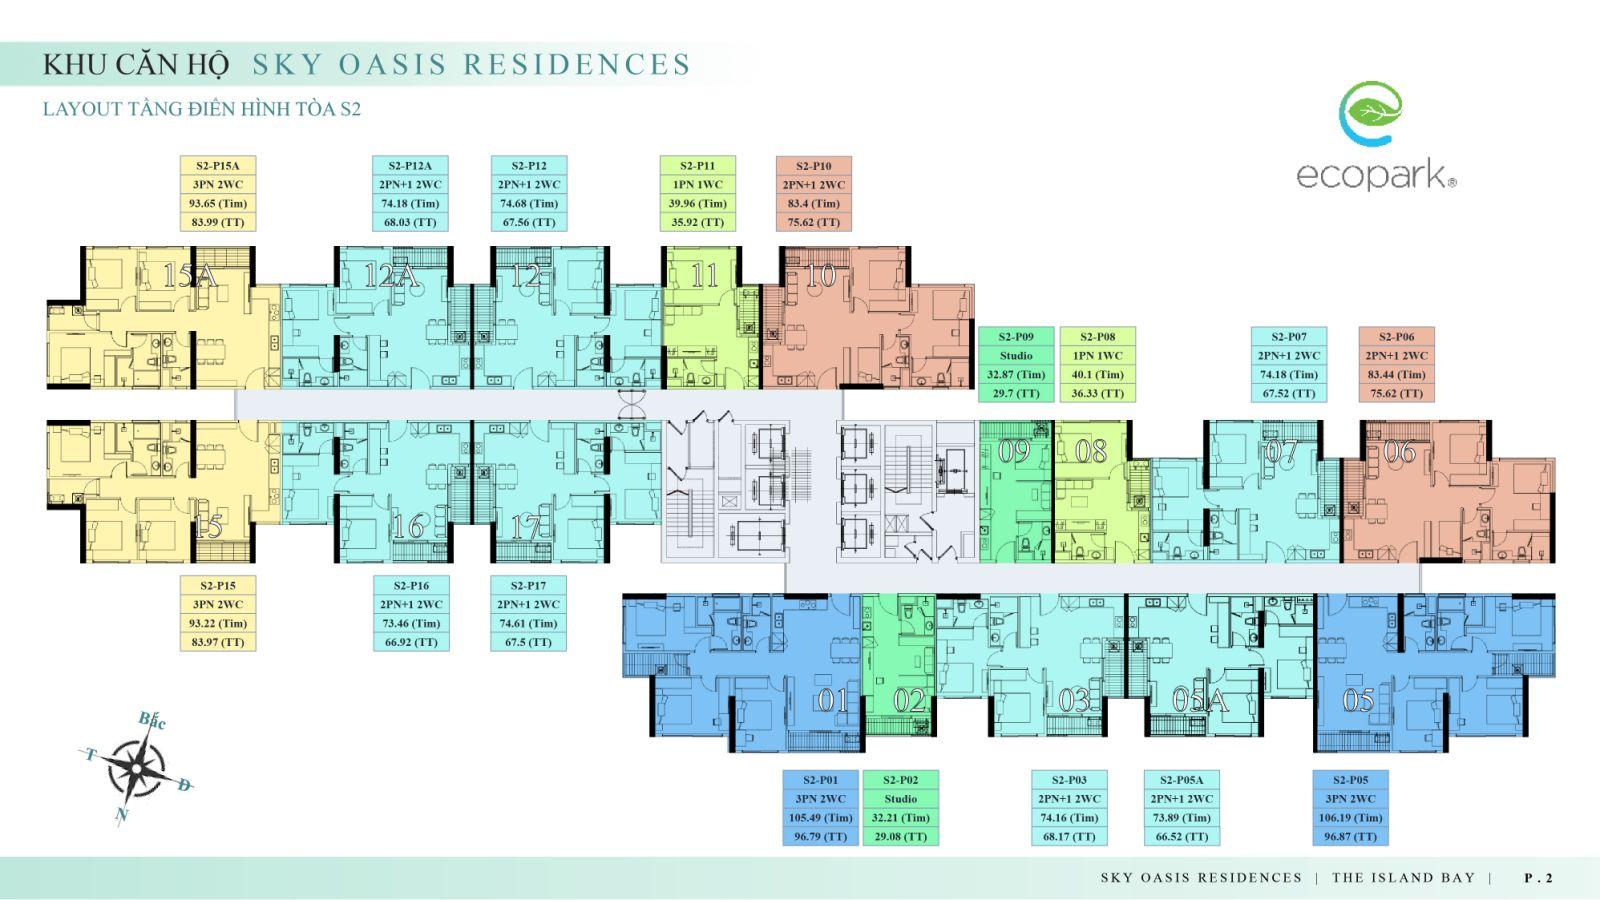 KHU CĂN HỘ SKY OASIS RESIDENCES
LAYOUT TẦNG ĐIỂN HÌNH TÒA S2
ecopark®
S2-P15A
3PN 2WC
93.65 (Tim)
83.99 (TT)
S2-P12A
2PN+1 2WC
74.18 (Tim)
68.03 (TT)
S2-P12
2PN+1 2WC
74.68 (Tim)
67.56 (TT)
S2-P11
1PN 1WC
39.96 (Tim)
35.92 (TT)
S2-P10
2PN+1 2WC
83.4 (Tim)
75.62 (TT)
15A
12A
12
11
10
S2-P09
Studio
32.87 (Tim)
29.7 (TT)
S2-P08
1PN 1WC
40.1 (Tim)
36.33 (TT)
S2-P07
2PN+1 2WC
74.18 (Tim)
67.52 (TT)
S2-P06
2PN+1 2WC
83.44 (Tim)
75.62 (TT)
09
08
07
06
15
16
17
S2-P15
3PN 2WC
93.22 (Tim)
83.97 (TT)
S2-P16
2PN+1 2WC
73.46 (Tim)
66.92 (TT)
S2-P17
2PN+1 2WC
74.61 (Tim)
67.5 (TT)
01
02
03
05A
05
Bắc
T
Đ
N
S2-P01
3PN 2WC
105.49 (Tim)
96.79 (TT)
S2-P02
Studio
32.21 (Tim)
29.08 (TT)
S2-P03
2PN+1 2WC
74.16 (Tim)
68.17 (TT)
S2-P05A
2PN+1 2WC
73.89 (Tim)
66.52 (TT)
S2-P05
3PN 2WC
106.19 (Tim)
96.87 (TT)
SKY OASIS RESIDENCES | THE ISLAND BAY | P.2